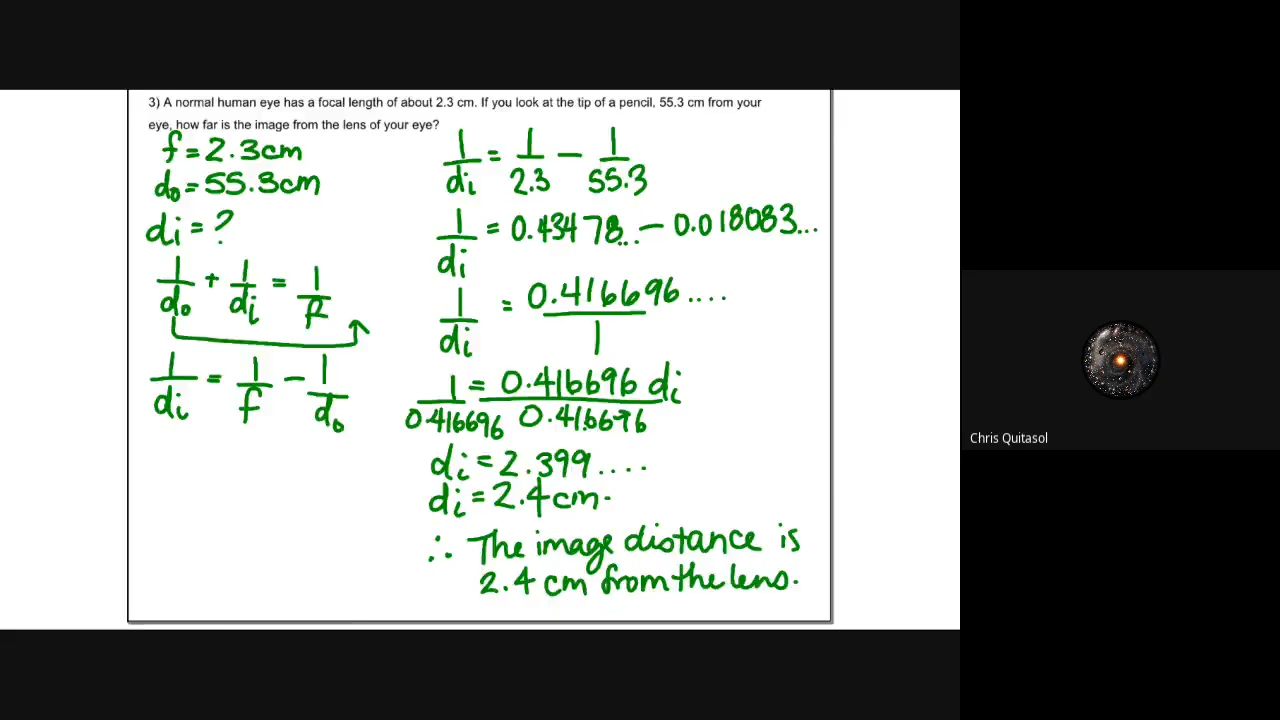 3) A normal human eye has a focal length of about 2.3 cm. If you look at the tip of a pencil, 55.3 cm from your
eye, how far is the image from the lens of your eye?
f = 2.3cm
do = 55.3cm
di = ?
1/do + 1/di = 1/f
1/di = 1/f - 1/do
1/di = 1/2.3 - 1/55.3
1/di = 0.43478... - 0.018083...
1/di = 0.416696..../1
1/0.416696 = 0.416696 di/0.416696
di = 2.399....
di = 2.4cm.
∴ The image distance is
2.4 cm from the lens.
Chris Quitasol